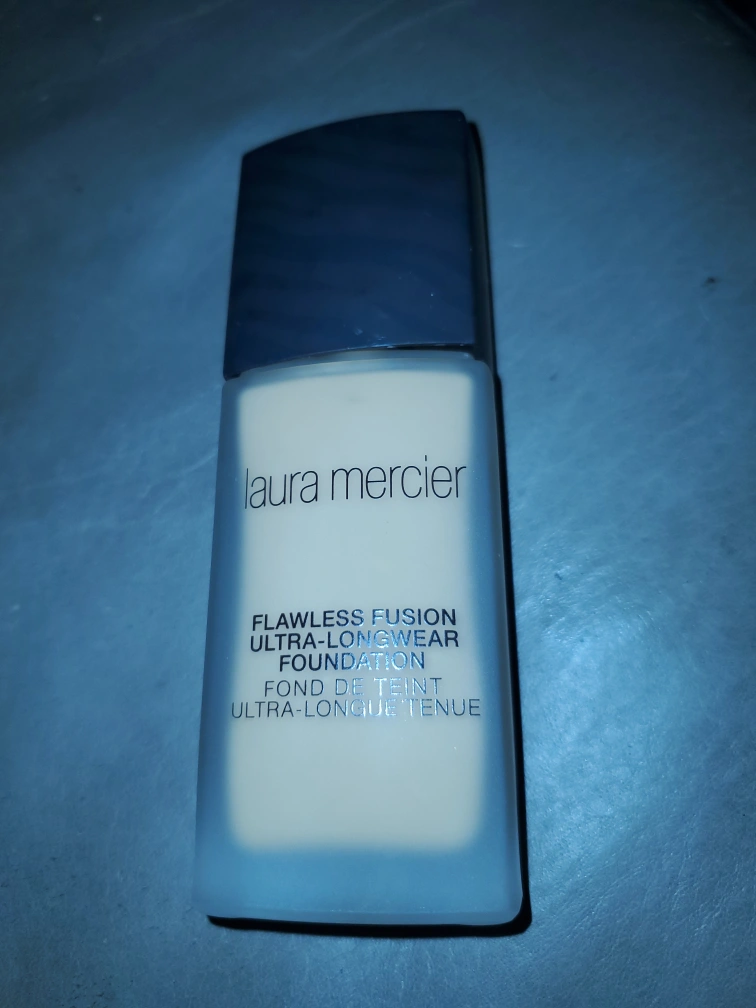 laura mercier
FLAWLESS FUSION
ULTRA-LONGWEAR
FOUNDATION
FOND DE TEINT
ULTRA-LONGUE TENUE